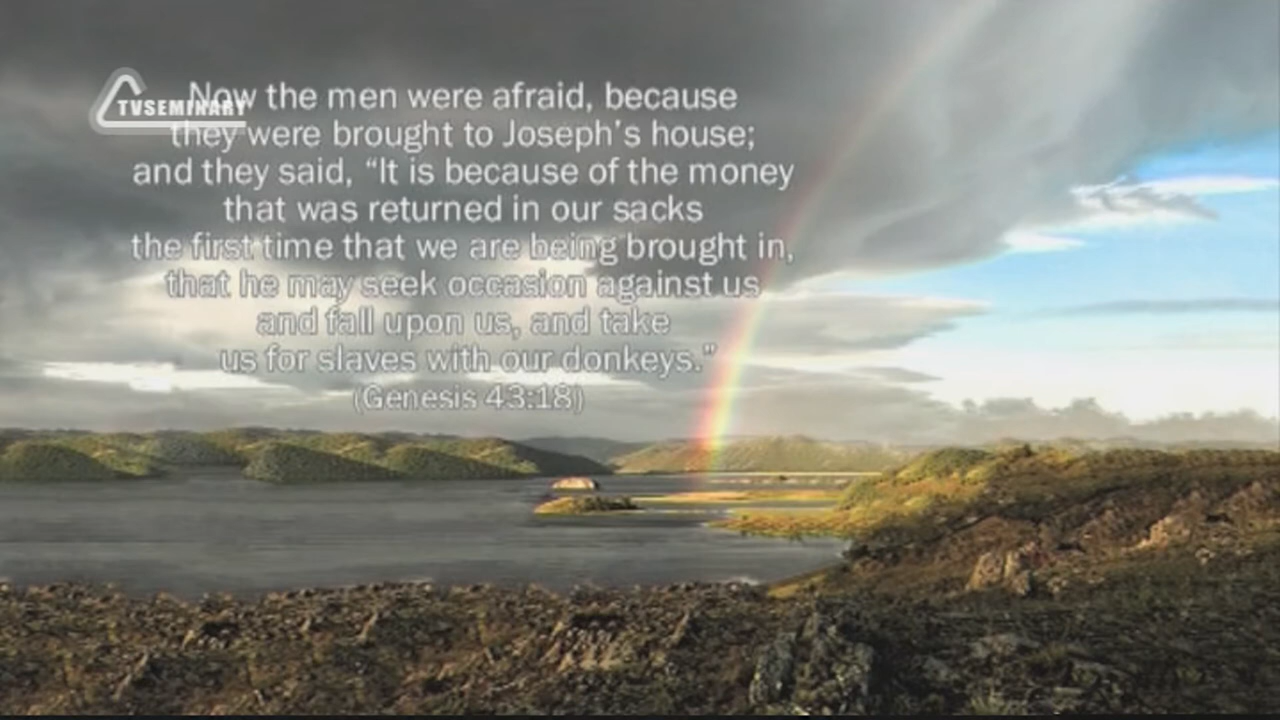 TVSEMINARY
Now the men were afraid, because
they were brought to Joseph's house;
and they said, “It is because of the money
that was returned in our sacks
the first time that we are being brought in,
that he may seek occasion against us
and fall upon us, and take
us for slaves with our donkeys.”
(Genesis 43:18)